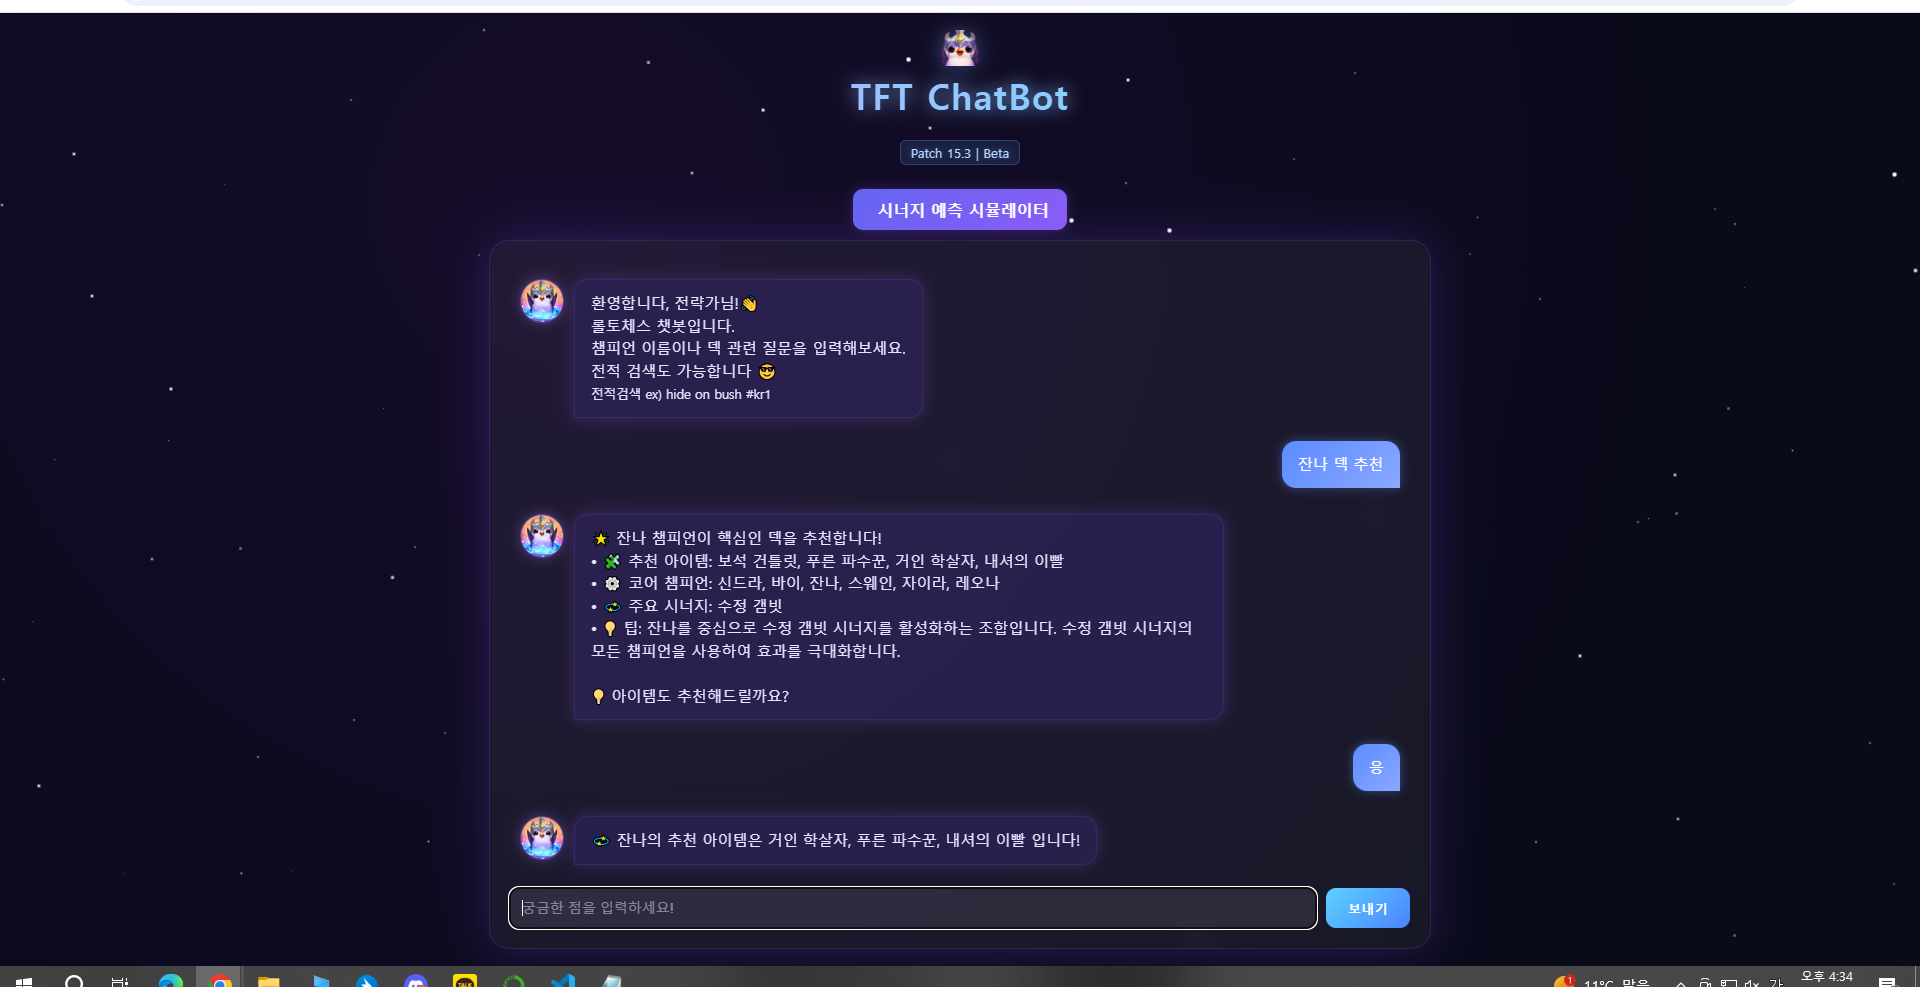 TFT ChatBot
Patch 15.3 | Beta
시너지 예측 시뮬레이터
환영합니다, 전략가님!👋
롤토체스 챗봇입니다.
챔피언 이름이나 덱 관련 질문을 입력해보세요.
전적 검색도 가능합니다 😎
전적검색 ex) hide on bush #kr1
잔나 덱 추천
🌟 잔나 챔피언이 핵심인 덱을 추천합니다!
• 🧩 추천 아이템: 보석 건틀릿, 푸른 파수꾼, 거인 학살자, 내셔의 이빨
• ⚙️ 코어 챔피언: 신드라, 바이, 잔나, 스웨인, 자이라, 레오나
• 💫 주요 시너지: 수정 갬빗
• 💡 팁: 잔나를 중심으로 수정 갬빗 시너지를 활성화하는 조합입니다. 수정 갬빗 시너지의
모든 챔피언을 사용하여 효과를 극대화합니다.
💡 아이템도 추천해드릴까요?
응
💫 잔나의 추천 아이템은 거인 학살자, 푸른 파수꾼, 내셔의 이빨 입니다!
궁금한 점을 입력하세요!
보내기
TALK
1
11°C 맑음
가
오후 4:34